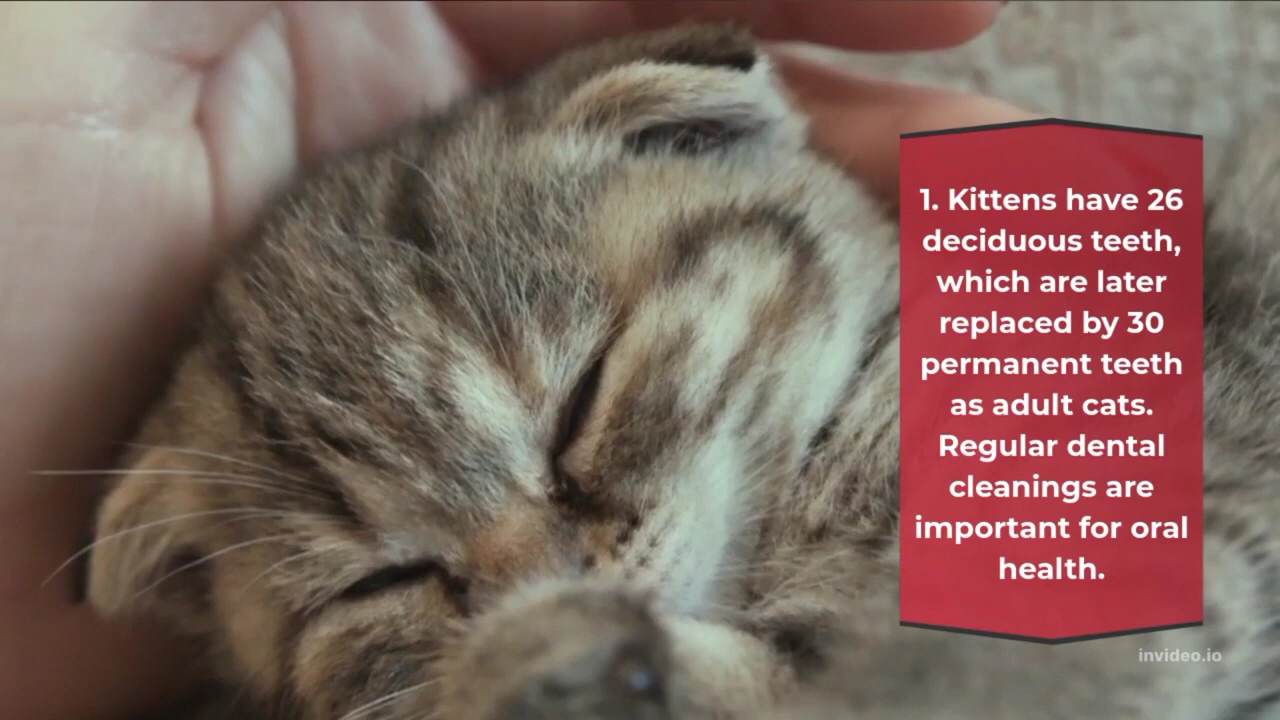 1. Kittens have 26
deciduous teeth,
which are later
replaced by 30
permanent teeth
as adult cats.
Regular dental
cleanings are
important for oral
health.
invideo.io